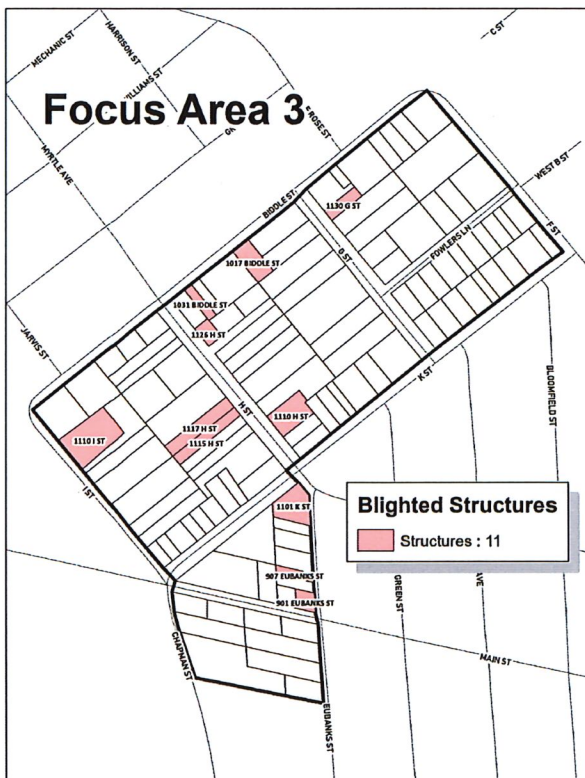 MECHANIC ST
HARRISON ST
WILLIAMS ST
C ST
Focus Area 3
GR
E ROSE ST
MYRTLE AVE
BIDDLE ST
WEST B ST
1130 G ST
F ST
FOWLERS LN
G ST
1017 BIDDLE ST
1031 BIDDLE ST
1126 H ST
JARVIS ST
K ST
BLOOMFIELD ST
H ST
1110 H ST
1117 H ST
1115 H ST
1110 I ST
I ST
1101 K ST
Blighted Structures
Structures : 11
907 EUBANKS ST
901 EUBANKS ST
GREEN ST
AVE
MAIN ST
CHAPMAN ST
EUBANKS ST